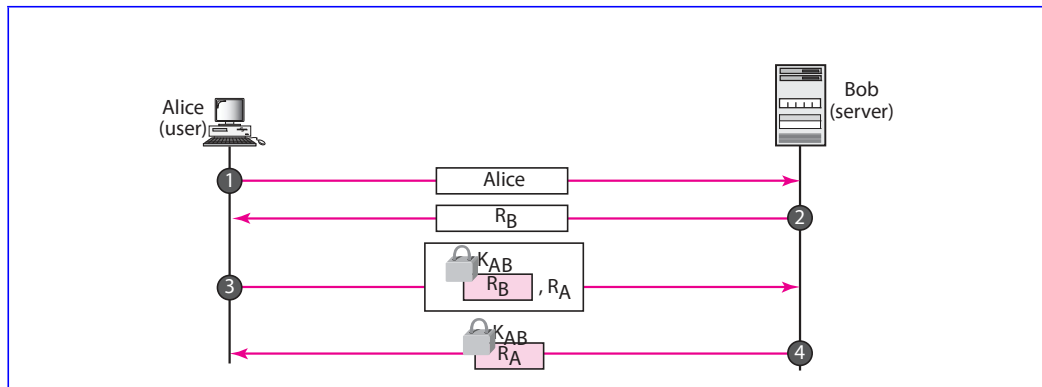 Alice
(user)
Bob
(server)
1
Alice
R_B
2
3
K_AB
R_B , R_A
K_AB
R_A
4